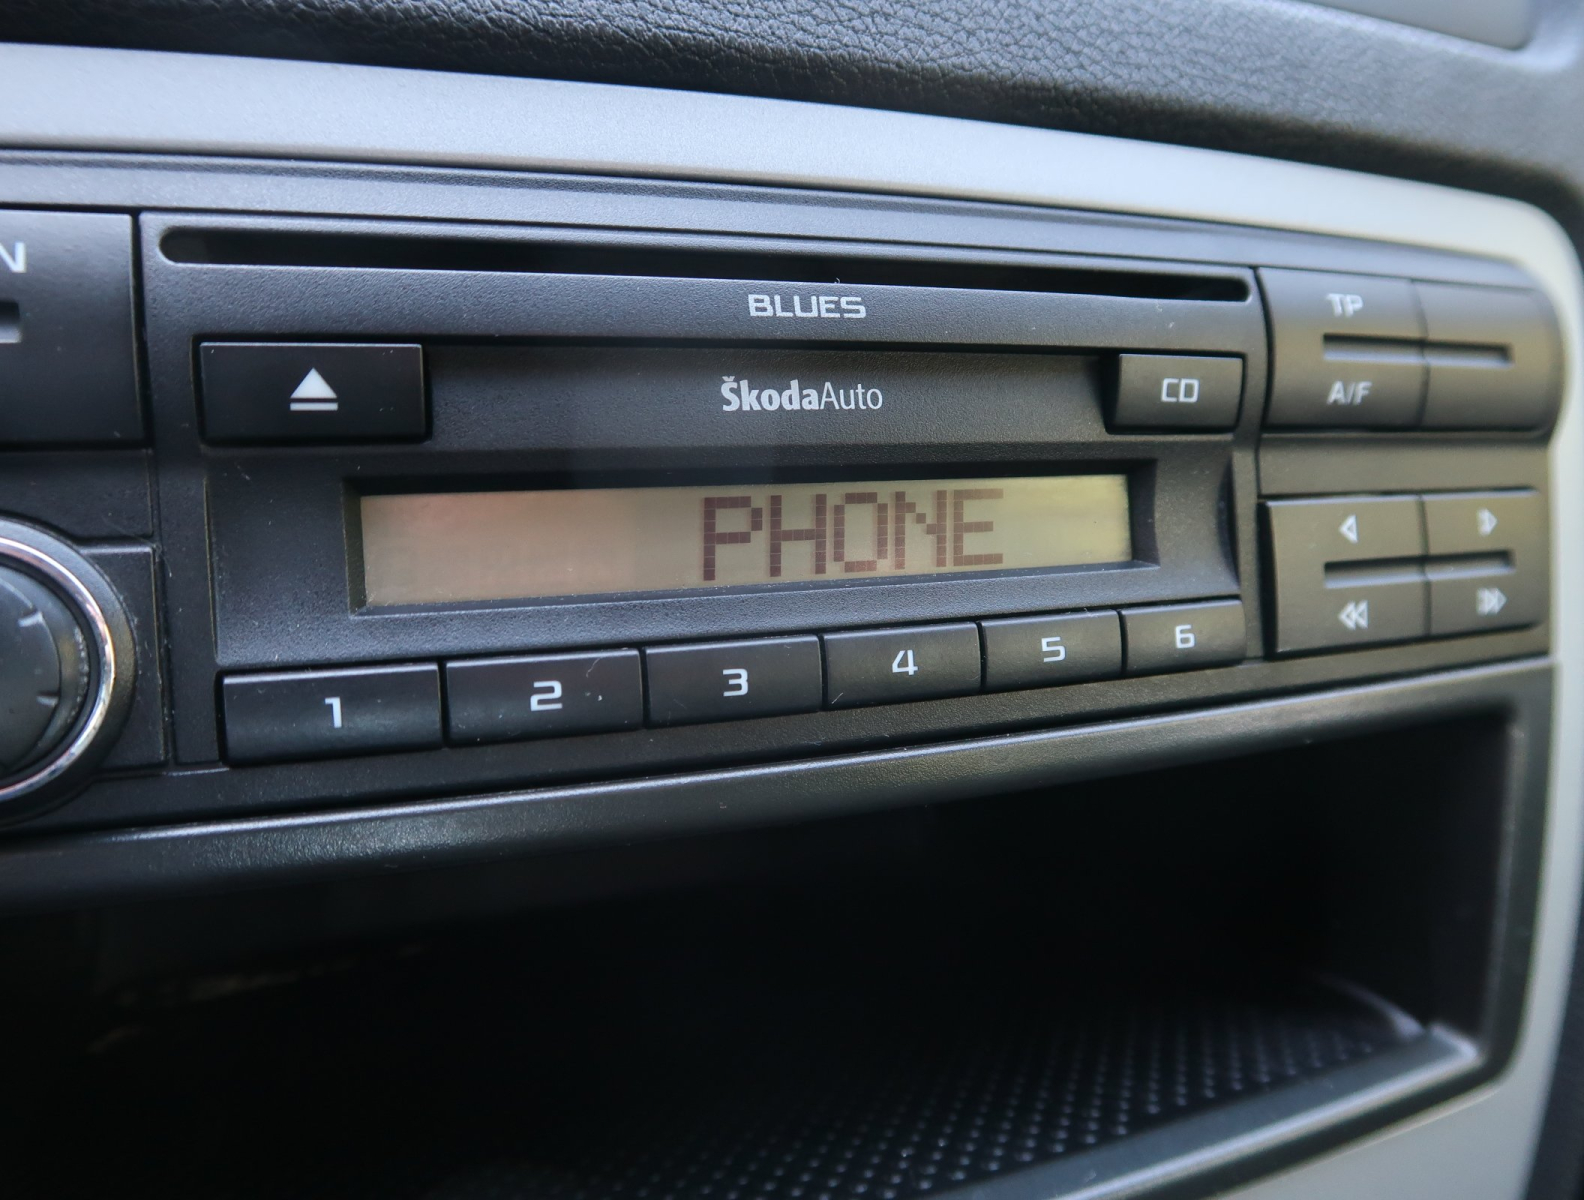 N
BLUES
TP
ŠkodaAuto
CD
A/F
PHONE
1 2 3 4 5 6